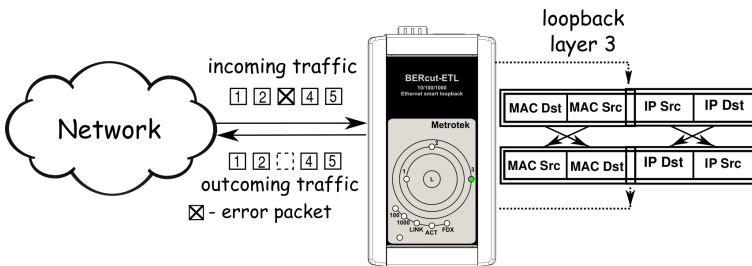 loopback
layer 3
incoming traffic
1 2 4 5
Network
1 2 4 5
outcoming traffic
- error packet
BERcut-ETL
10/100/1000
Ethernet smart loopback
Metrotek
2
1
3
L
100
1000
LINK
ACT
FDX
MAC Dst MAC Src IP Src IP Dst
MAC Src MAC Dst IP Dst IP Src